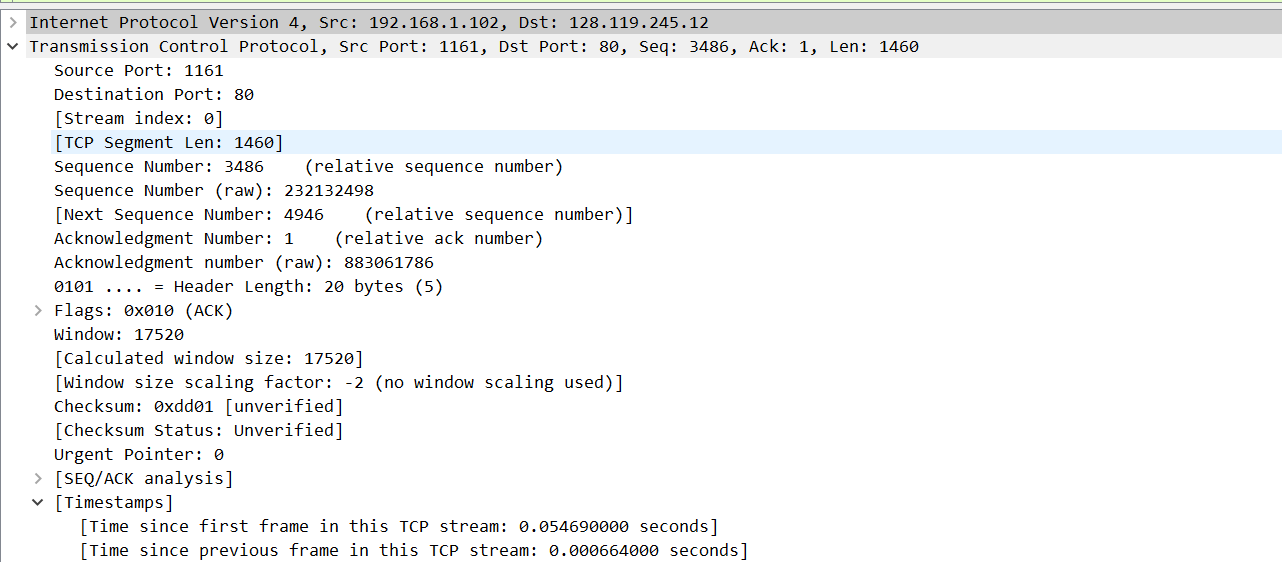 Internet Protocol Version 4, Src: 192.168.1.102, Dst: 128.119.245.12
Transmission Control Protocol, Src Port: 1161, Dst Port: 80, Seq: 3486, Ack: 1, Len: 1460
Source Port: 1161
Destination Port: 80
[Stream index: 0]
[TCP Segment Len: 1460]
Sequence Number: 3486    (relative sequence number)
Sequence Number (raw): 232132498
[Next Sequence Number: 4946    (relative sequence number)]
Acknowledgment Number: 1    (relative ack number)
Acknowledgment number (raw): 883061786
0101 .... = Header Length: 20 bytes (5)
Flags: 0x010 (ACK)
Window: 17520
[Calculated window size: 17520]
[Window size scaling factor: -2 (no window scaling used)]
Checksum: 0xdd01 [unverified]
[Checksum Status: Unverified]
Urgent Pointer: 0
[SEQ/ACK analysis]
[Timestamps]
[Time since first frame in this TCP stream: 0.054690000 seconds]
[Time since previous frame in this TCP stream: 0.000664000 seconds]